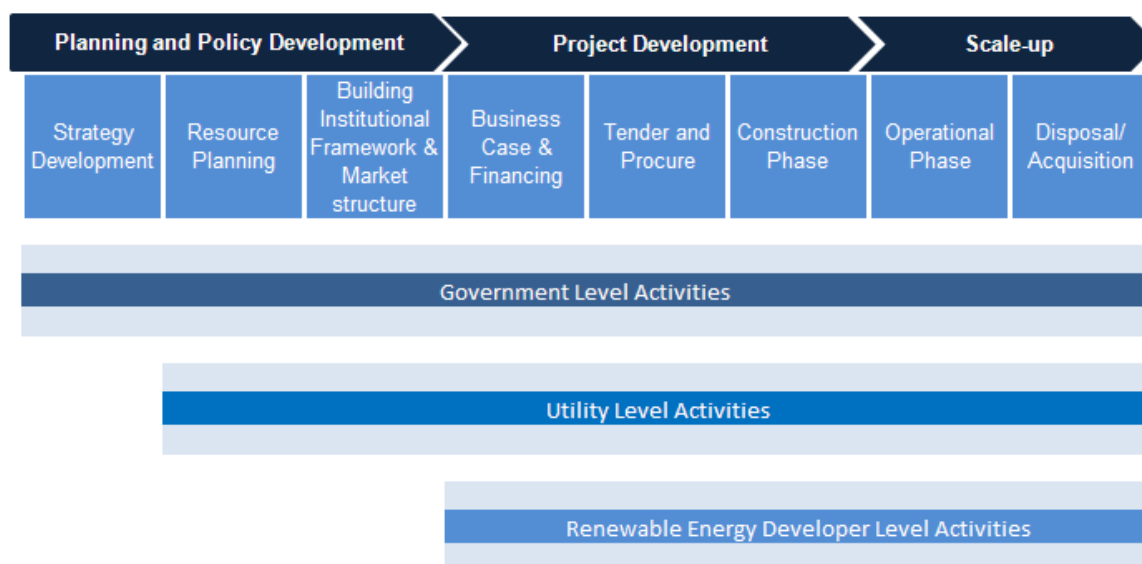 Planning and Policy Development
Project Development
Scale-up
Strategy
Development
Resource
Planning
Building
Institutional
Framework &
Market
structure
Business
Case &
Financing
Tender and
Procure
Construction
Phase
Operational
Phase
Disposal/
Acquisition
Government Level Activities
Utility Level Activities
Renewable Energy Developer Level Activities